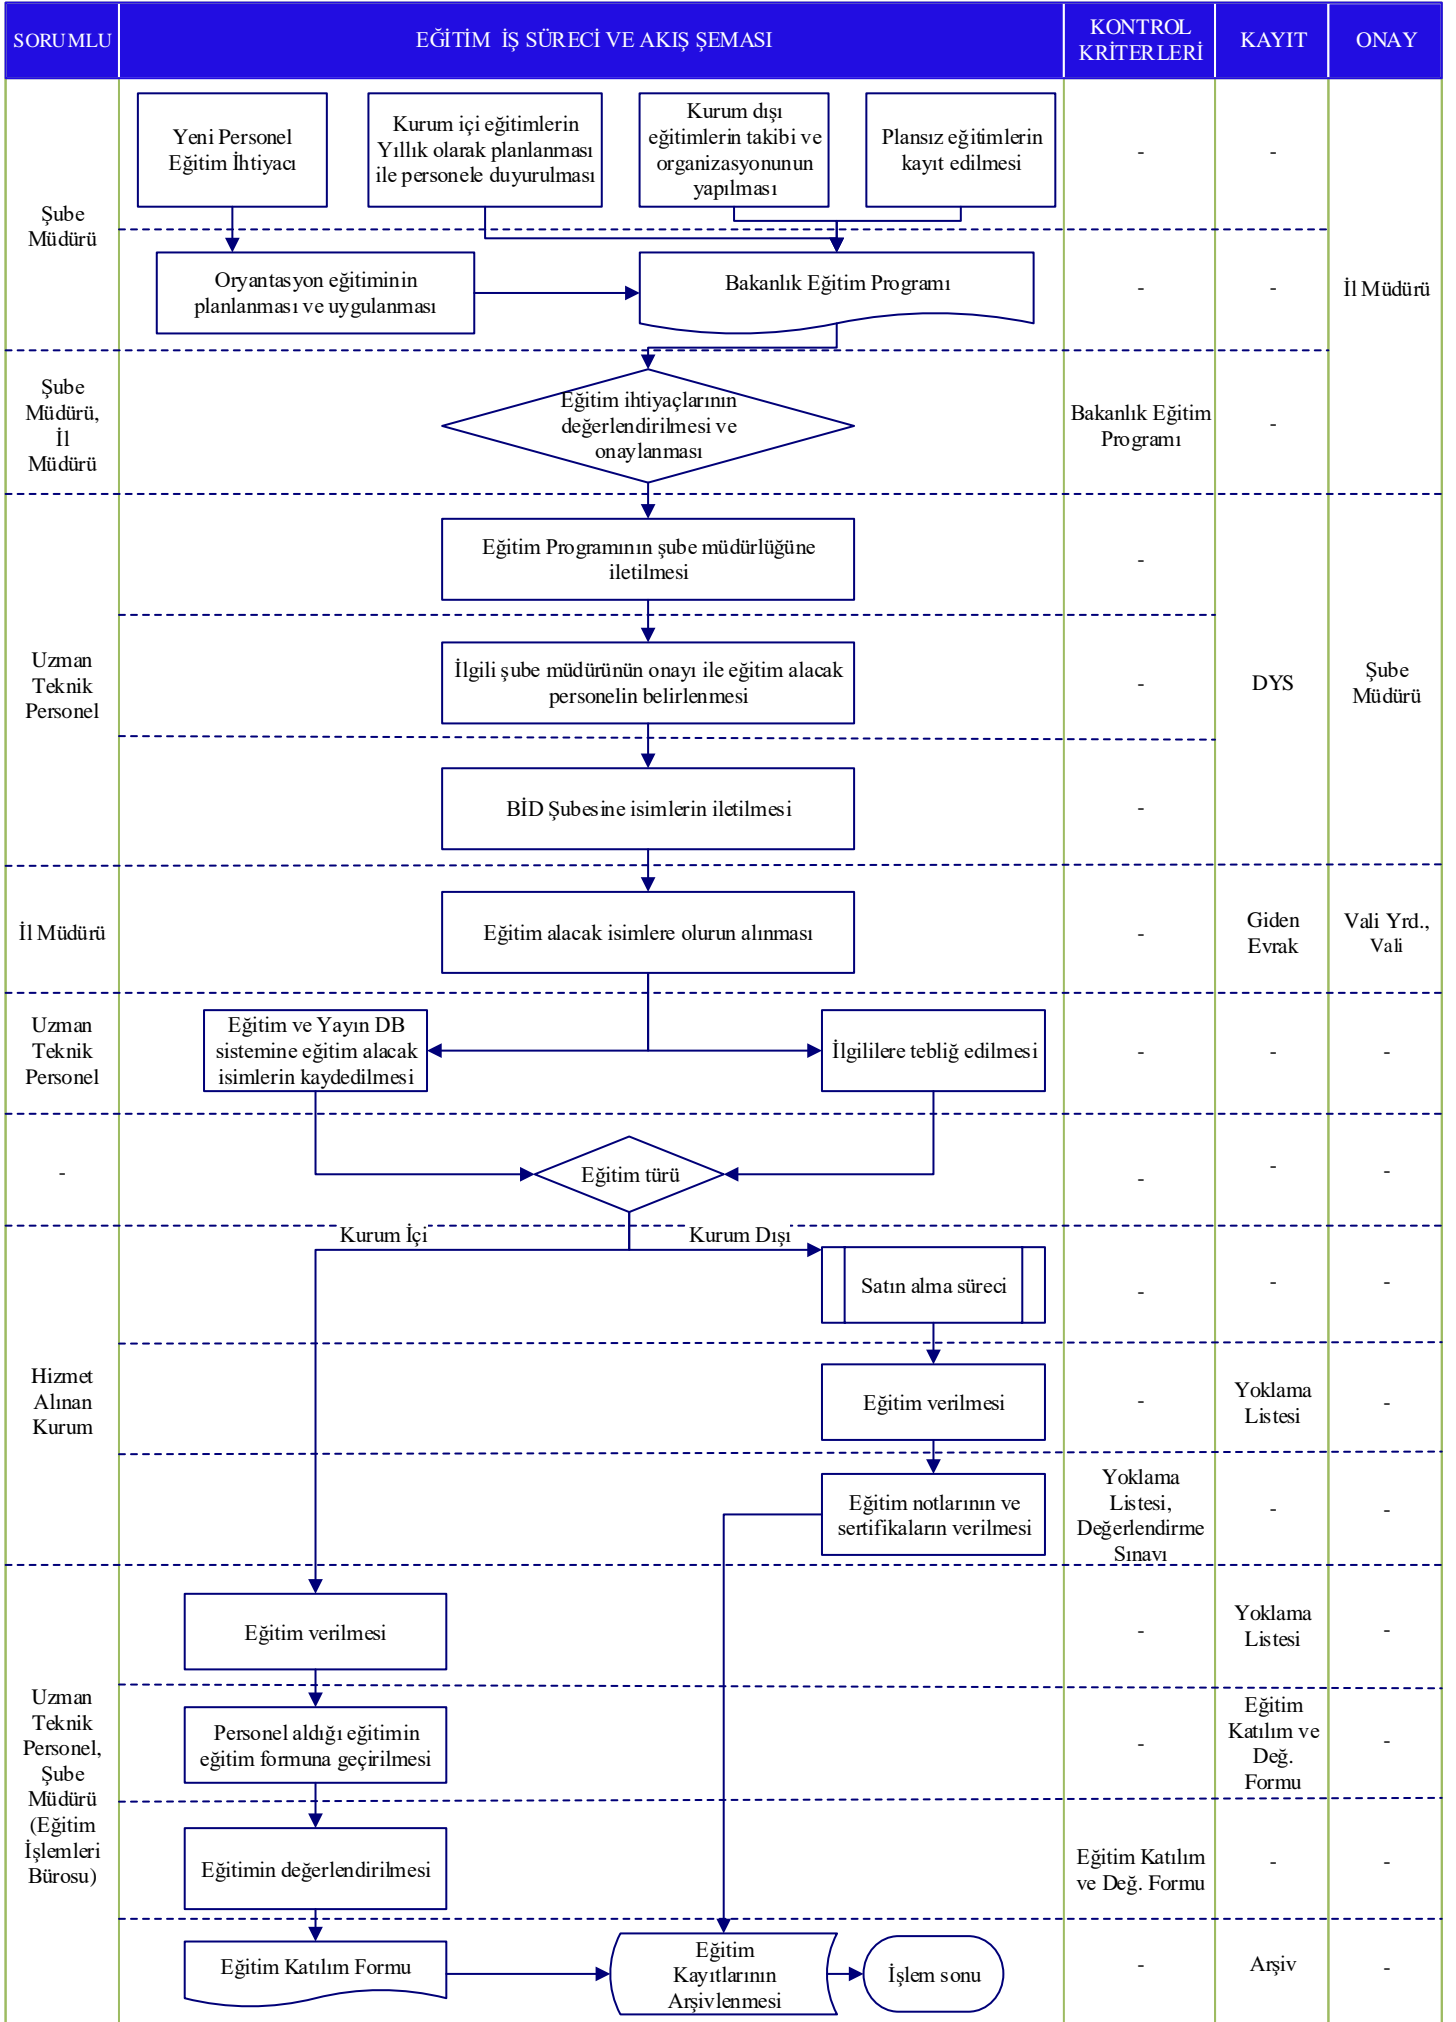 SORUMLU
EĞİTİM İŞ SÜRECİ VE AKIŞ ŞEMASI
KONTROL
KRİTERLERİ
KAYIT
ONAY
Yeni Personel
Eğitim İhtiyacı
Kurum içi eğitimlerin
Yıllık olarak planlanması
ile personele duyurulması
Kurum dışı
eğitimlerin takibi ve
organizasyonunun
yapılması
Plansız eğitimlerin
kayıt edilmesi
-
-
Şube
Müdürü
Oryantasyon eğitiminin
planlanması ve uygulanması
Bakanlık Eğitim Programı
-
-
İl Müdürü
Şube
Müdürü,
İl
Müdürü
Eğitim ihtiyaçlarının
değerlendirilmesi ve
onaylanması
Bakanlık Eğitim
Programı
-
Eğitim Programının şube müdürlüğüne
iletilmesi
-
Uzman
Teknik
Personel
İlgili şube müdürünün onayı ile eğitim alacak
personelin belirlenmesi
-
DYS
Şube
Müdürü
BİD Şubesine isimlerin iletilmesi
-
İl Müdürü
Eğitim alacak isimlere olurun alınması
-
Giden
Evrak
Vali Yrd.,
Vali
Uzman
Teknik
Personel
Eğitim ve Yayın DB
sistemine eğitim alacak
isimlerin kaydedilmesi
İlgililere tebliğ edilmesi
-
-
-
-
Eğitim türü
-
-
-
Kurum İçi
Kurum Dışı
Satın alma süreci
-
-
-
Hizmet
Alınan
Kurum
Eğitim verilmesi
-
Yoklama
Listesi
-
Eğitim notlarının ve
sertifikaların verilmesi
Yoklama
Listesi,
Değerlendirme
Sınavı
-
-
Eğitim verilmesi
-
Yoklama
Listesi
-
Uzman
Teknik
Personel,
Şube
Müdürü
(Eğitim
İşlemleri
Bürosu)
Personel aldığı eğitimin
eğitim formuna geçirilmesi
-
Eğitim
Katılım ve
Değ.
Formu
-
Eğitimin değerlendirilmesi
Eğitim Katılım
ve Değ. Formu
-
-
Eğitim Katılım Formu
Eğitim
Kayıtlarının
Arşivlenmesi
İşlem sonu
-
Arşiv
-